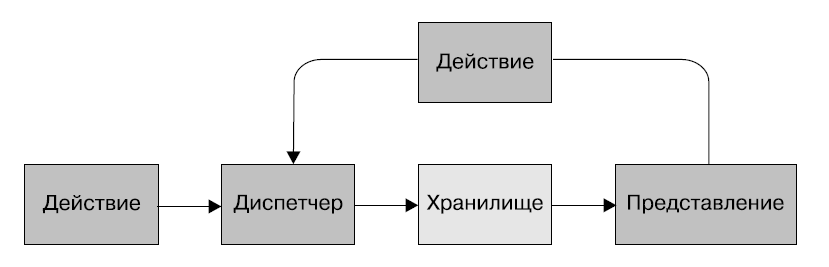 Действие
Действие
Диспетчер
Хранилище
Представление